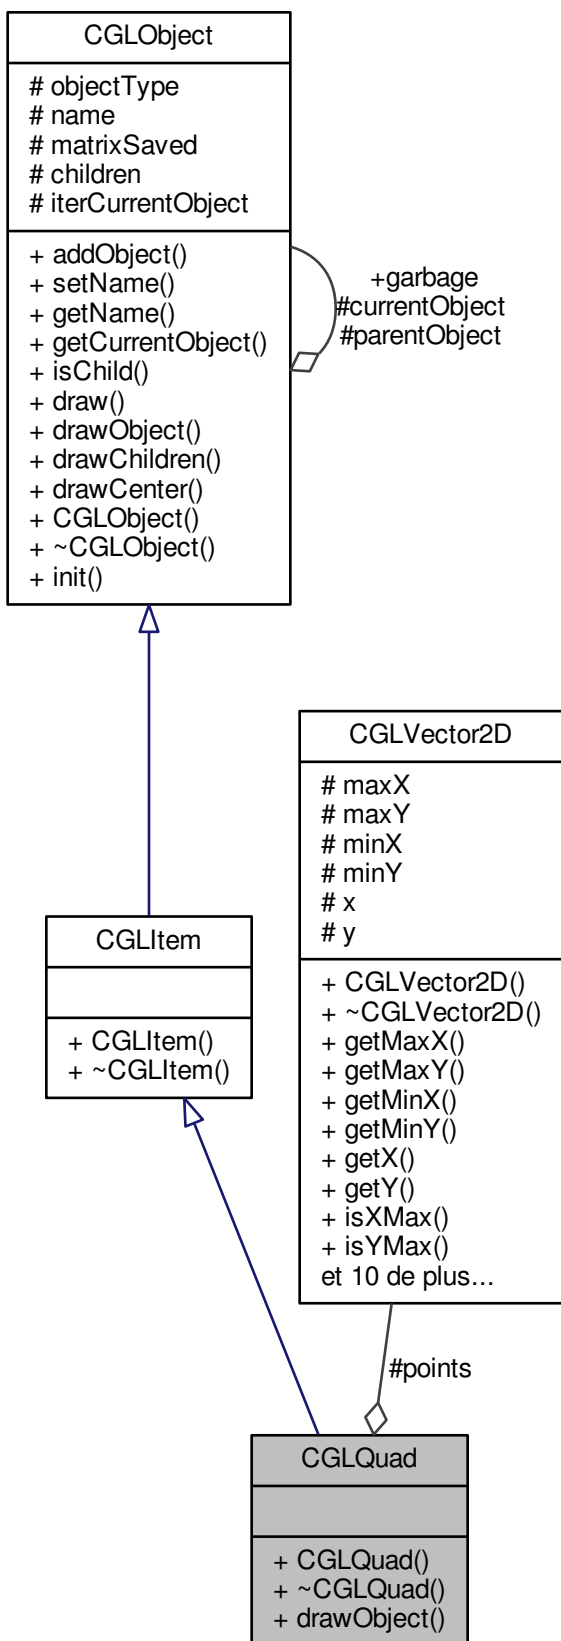 CGLObject
# objectType
# name
# matrixSaved
# children
# iterCurrentObject
+ addObject()
+ setName()
+ getName()
+ getCurrentObject()
+ isChild()
+ draw()
+ drawObject()
+ drawChildren()
+ drawCenter()
+ CGLObject()
+ ~CGLObject()
+ init()
+garbage
#currentObject
#parentObject
CGLVector2D
# maxX
# maxY
# minX
# minY
# x
# y
+ CGLVector2D()
+ ~CGLVector2D()
+ getMaxX()
+ getMaxY()
+ getMinX()
+ getMinY()
+ getX()
+ getY()
+ isXMax()
+ isYMax()
et 10 de plus...
CGLItem
+ CGLItem()
+ ~CGLItem()
#points
CGLQuad
+ CGLQuad()
+ ~CGLQuad()
+ drawObject()